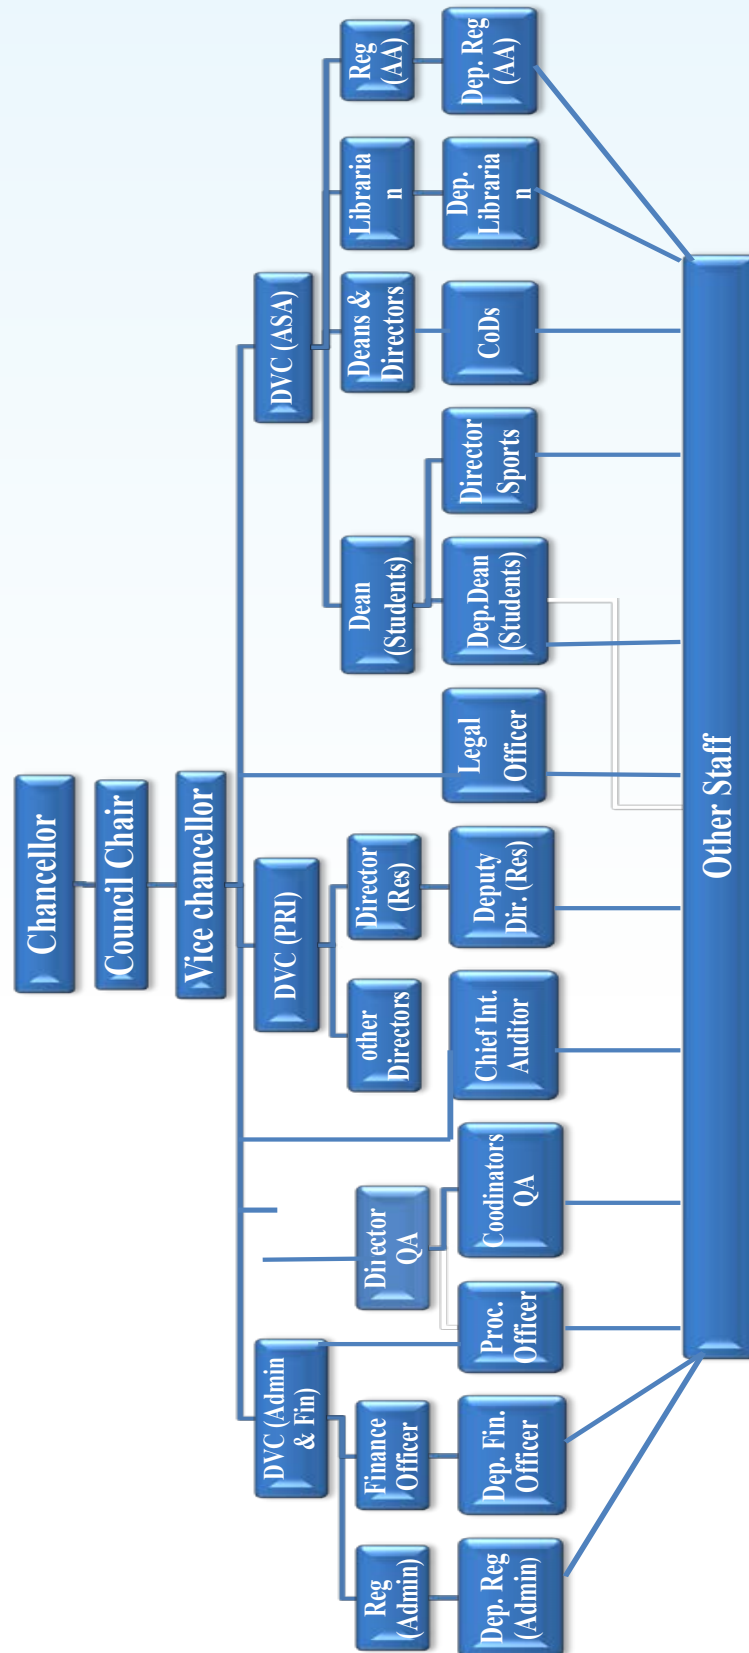 Chancellor
Council Chair
Vice chancellor
DVC (Admin
& Fin)
DVC (PRI)
DVC (ASA)
Reg
(Admin)
Finance
Officer
Director
QA
other
Directors
Director
(Res)
Dean
(Students)
Deans &
Directors
Libraria
n
Reg
(AA)
Dep. Reg
(Admin)
Dep. Fin.
Officer
Proc.
Officer
Coodinators
QA
Chief Int.
Auditor
Deputy
Dir. (Res)
Legal
Officer
Dep.Dean
(Students)
Director
Sports
CoDs
Dep.
Libraria
n
Dep. Reg
(AA)
Other Staff